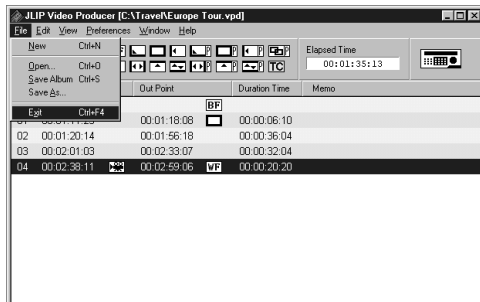 JLIP Video Producer [C:\Travel\Europe Tour.vpd]
File Edit View Preferences Window Help
New Ctrl+N
Open... Ctrl+O
Save Album Ctrl+S
Save As...
Exit Ctrl+F4
P P P P
P P P TC
Elapsed Time
00:01:35:13
Out Point Duration Time Memo
BF
00:01:18:08 00:00:06:10
02 00:01:20:14 00:01:56:18 00:00:36:04
03 00:02:01:03 00:02:33:07 00:00:32:04
04 00:02:38:11 00:02:59:06 WF 00:00:20:20